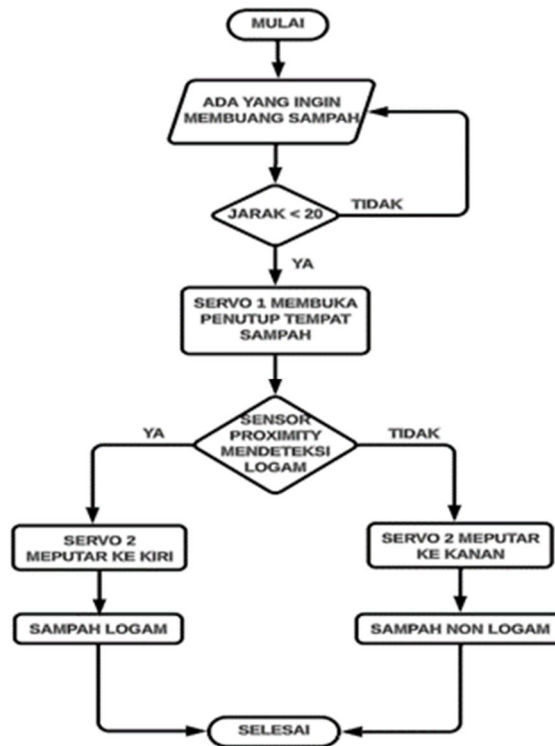 MULAI
ADA YANG INGIN
MEMBUANG SAMPAH
JARAK < 20
TIDAK
YA
SERVO 1 MEMBUKA
PENUTUP TEMPAT
SAMPAH
SENSOR
PROXIMITY
MENDETEKSI
LOGAM
YA
TIDAK
SERVO 2
MEPUTAR KE KIRI
SERVO 2 MEPUTAR
KE KANAN
SAMPAH LOGAM
SAMPAH NON LOGAM
SELESAI